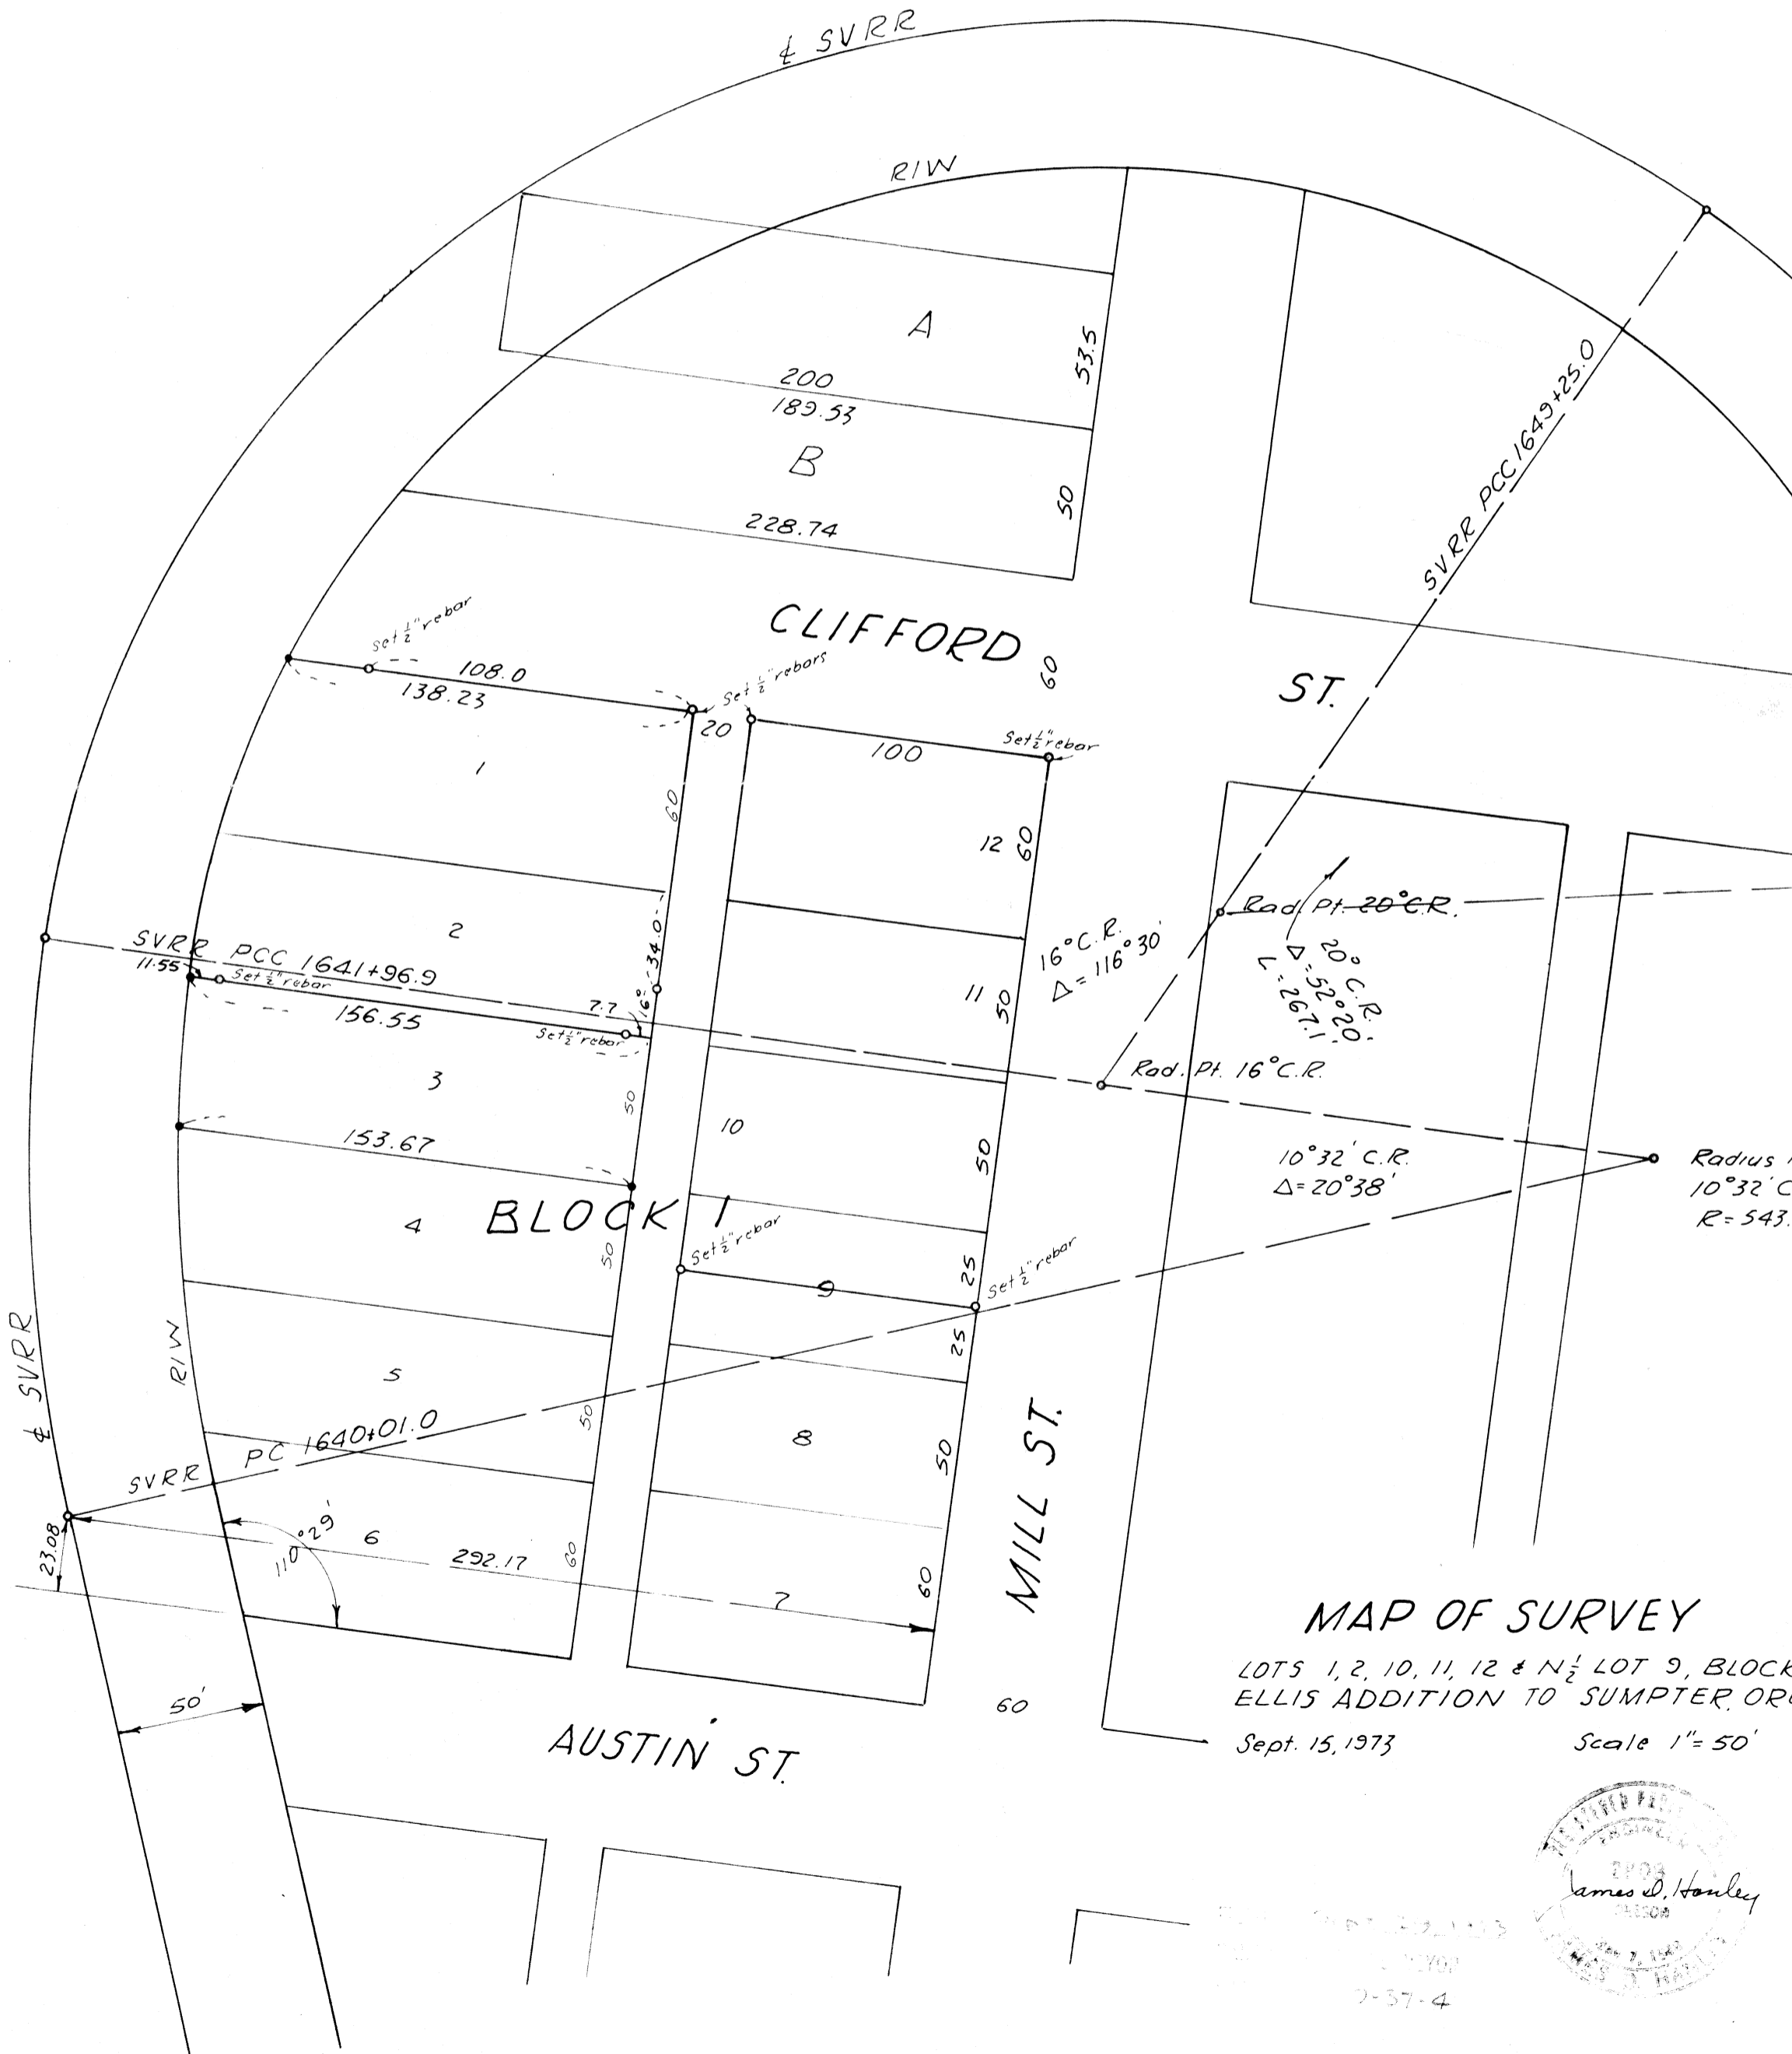 ⅊ SVRR
R/W
A
53.5
200
189.53
B
50
228.74
SVRR PCC 1649+25.0
CLIFFORD
60
ST.
Set ½" rebar
108.0
138.23
Set ½" rebars
20
100
Set ½" rebar
1
60
12
60
2
34.0
SVRR PCC 1641+96.9
11.55
Set ½" rebar
7.7
16°
156.55
Set ½" rebar
16° C.R.
Δ = 116°30'
11
50
Rad. Pt. 20° C.R.
20° C.R.
Δ = 52°20'
L = 267.1'
Rad. Pt. 16° C.R.
3
50
153.67
10
50
10°32' C.R.
Δ = 20°38'
Radius
10°32' C
R = 543.
4
BLOCK 1
50
Set ½" rebar
25
Set ½" rebar
9
25
⅊ SVRR
R/W
5
50
8
50
MILL ST.
SVRR PC 1640+01.0
23.08
110°29'
6
292.17
60
7
60
50'
AUSTIN ST.
60
MAP OF SURVEY
LOTS 1, 2, 10, 11, 12 & N½ LOT 9, BLOCK
ELLIS ADDITION TO SUMPTER, ORE
Sept. 15, 1973 Scale 1" = 50'
James D. Hanley